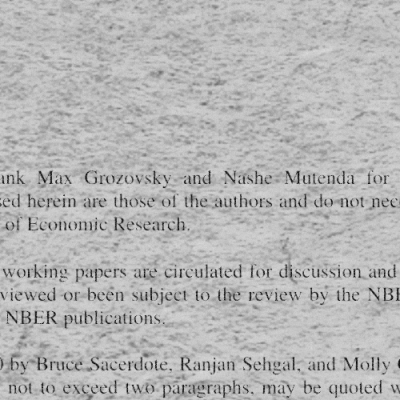 ank Max Grozovsky and Nashe Mutenda for
sed herein are those of the authors and do not nec
of Economic Research.
working papers are circulated for discussion and
viewed or been subject to the review by the NBE
NBER publications.
0 by Bruce Sacerdote, Ranjan Sehgal, and Molly
not to exceed two paragraphs, may be quoted w